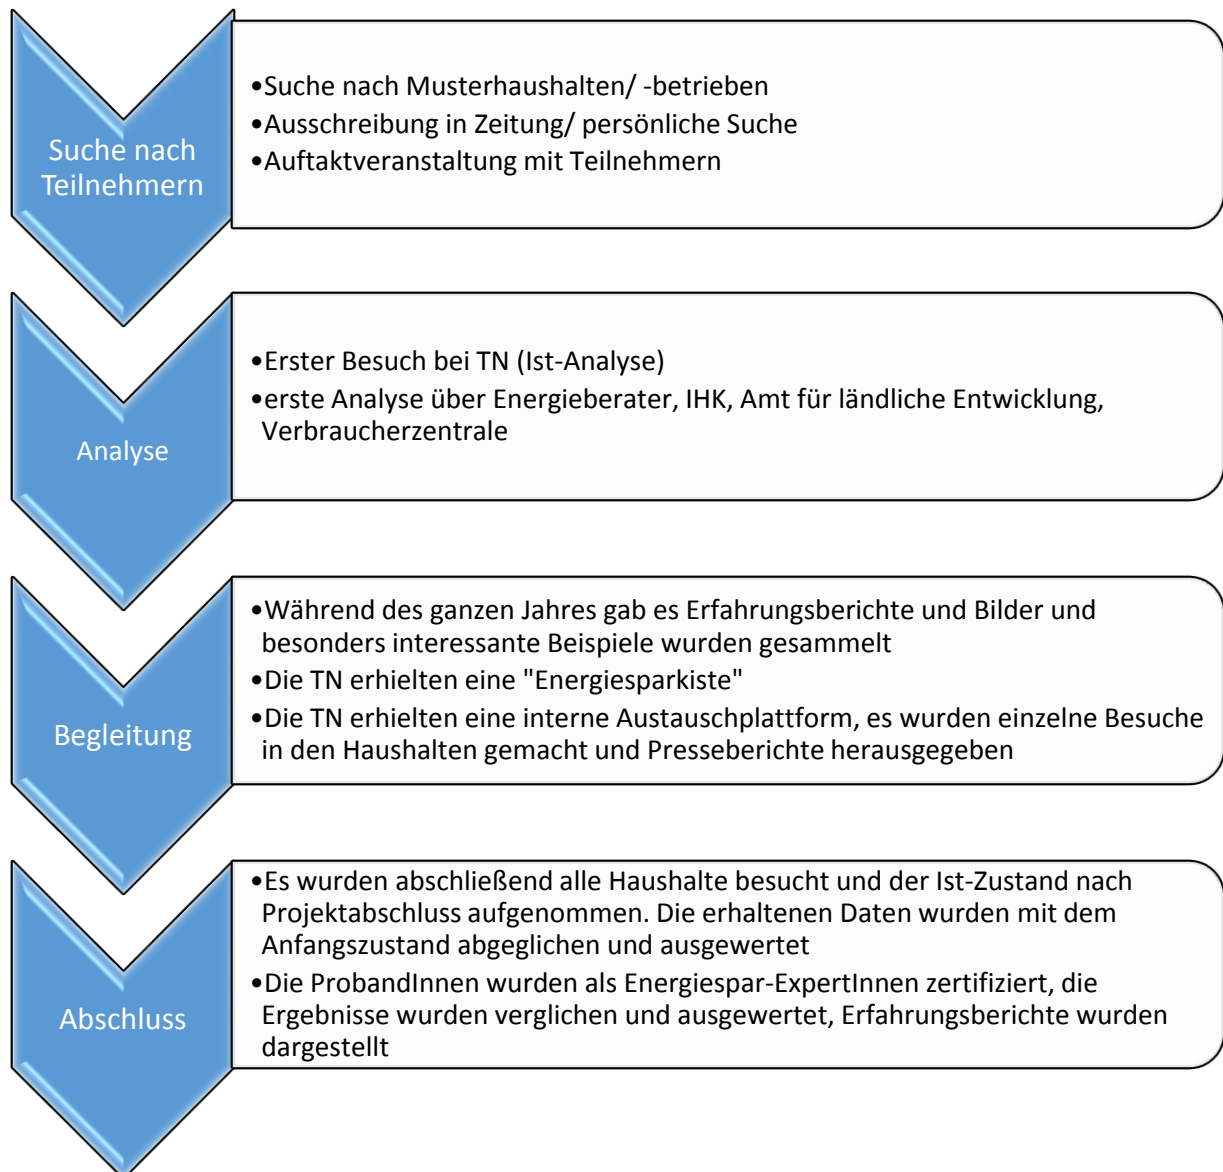 Suche nach
Teilnehmern
•Suche nach Musterhaushalten/ -betrieben
•Ausschreibung in Zeitung/ persönliche Suche
•Auftaktveranstaltung mit Teilnehmern
Analyse
•Erster Besuch bei TN (Ist-Analyse)
•erste Analyse über Energieberater, IHK, Amt für ländliche Entwicklung,
Verbraucherzentrale
Begleitung
•Während des ganzen Jahres gab es Erfahrungsberichte und Bilder und
besonders interessante Beispiele wurden gesammelt
•Die TN erhielten eine "Energiesparkiste"
•Die TN erhielten eine interne Austauschplattform, es wurden einzelne Besuche
in den Haushalten gemacht und Presseberichte herausgegeben
Abschluss
•Es wurden abschließend alle Haushalte besucht und der Ist-Zustand nach
Projektabschluss aufgenommen. Die erhaltenen Daten wurden mit dem
Anfangszustand abgeglichen und ausgewertet
•Die ProbandInnen wurden als Energiespar-ExpertInnen zertifiziert, die
Ergebnisse wurden verglichen und ausgewertet, Erfahrungsberichte wurden
dargestellt